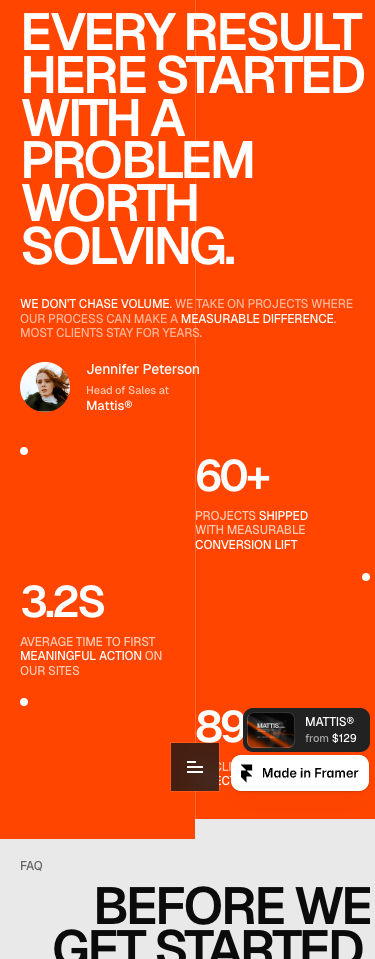 EVERY RESULT
HERE STARTED
WITH A
PROBLEM
WORTH
SOLVING.
WE DON'T CHASE VOLUME. WE TAKE ON PROJECTS WHERE
OUR PROCESS CAN MAKE A MEASURABLE DIFFERENCE.
MOST CLIENTS STAY FOR YEARS.
Jennifer Peterson
Head of Sales at
Mattis®
60+
PROJECTS SHIPPED
WITH MEASURABLE
CONVERSION LIFT
3.2S
AVERAGE TIME TO FIRST
MEANINGFUL ACTION ON
OUR SITES
89
MATTIS®
MATTIS®
from $129
Made in Framer
FAQ
BEFORE WE
GET STARTED